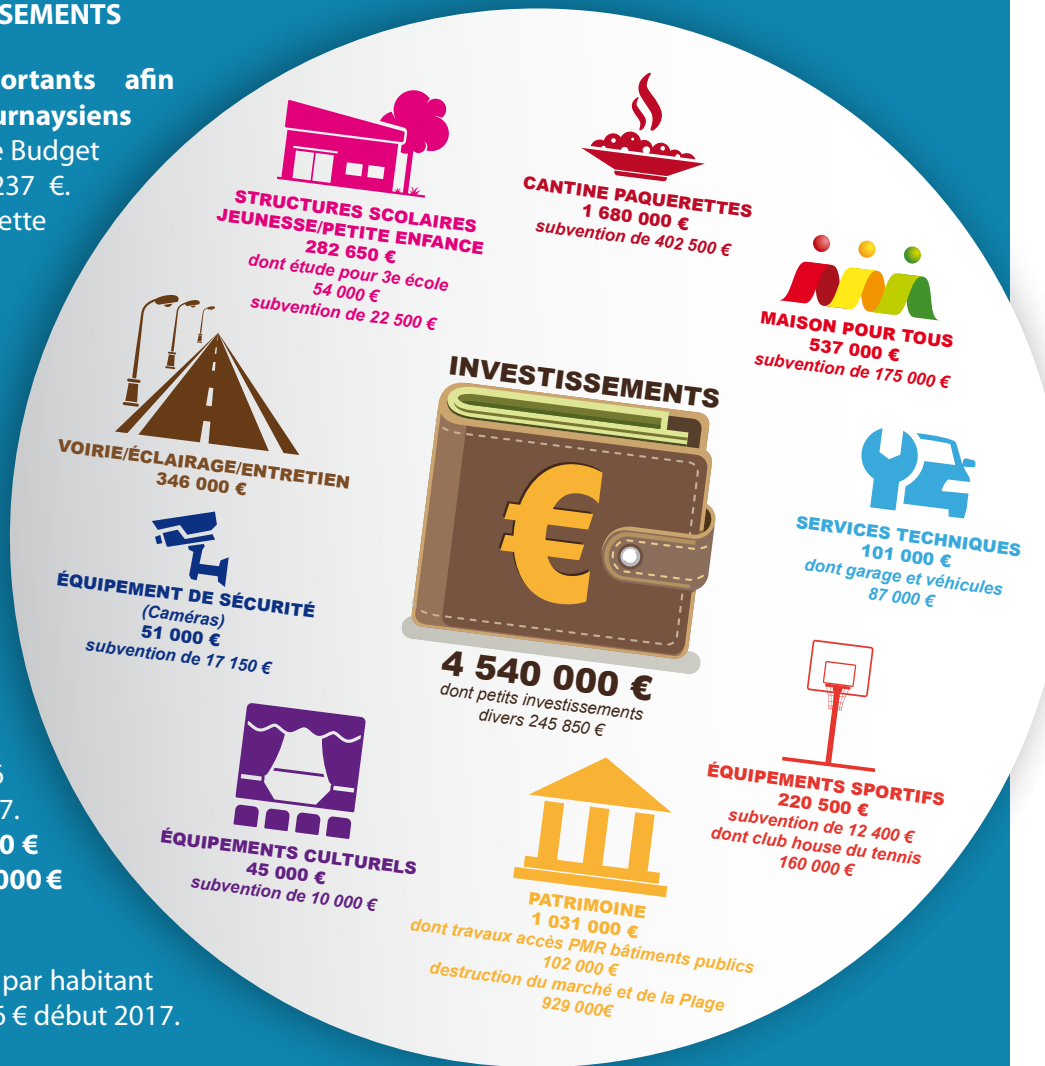 SEMENTS
ortants afin
urnaysiens
Budget
237 €.
ette
7.
0 €
000 €
par habitant
€ début 2017.
STRUCTURES SCOLAIRES
JEUNESSE/PETITE ENFANCE
282 650 €
dont étude pour 3e école
54 000 €
subvention de 22 500 €
CANTINE PAQUERETTES
1 680 000 €
subvention de 402 500 €
MAISON POUR TOUS
537 000 €
subvention de 175 000 €
VOIRIE/ÉCLAIRAGE/ENTRETIEN
346 000 €
INVESTISSEMENTS
€
4 540 000 €
dont petits investissements
divers 245 850 €
SERVICES TECHNIQUES
101 000 €
dont garage et véhicules
87 000 €
ÉQUIPEMENT DE SÉCURITÉ
(Caméras)
51 000 €
subvention de 17 150 €
ÉQUIPEMENTS SPORTIFS
220 500 €
subvention de 12 400 €
dont club house du tennis
160 000 €
ÉQUIPEMENTS CULTURELS
45 000 €
subvention de 10 000 €
PATRIMOINE
1 031 000 €
dont travaux accès PMR bâtiments publics
102 000 €
destruction du marché et de la Plage
929 000€